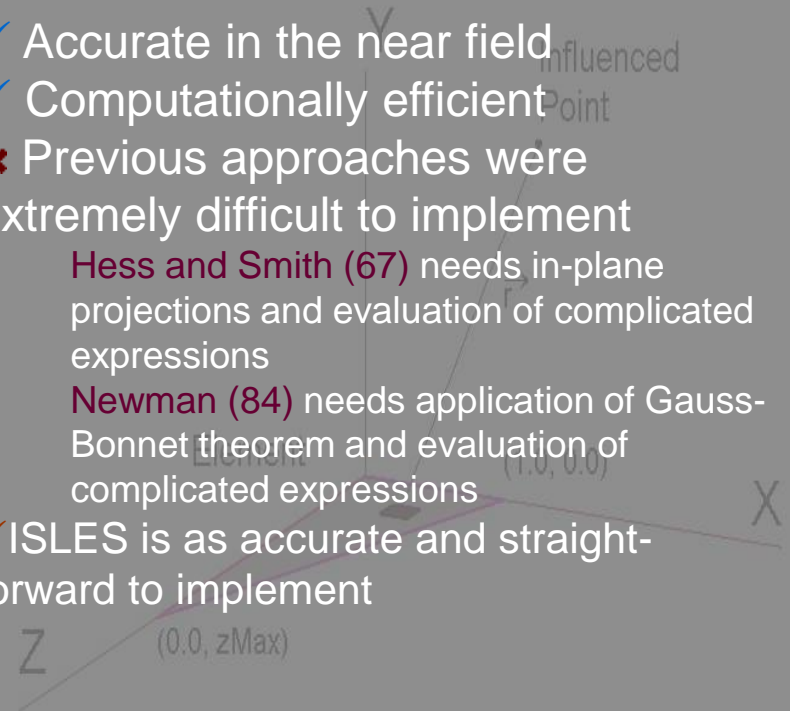 Y
✓ Accurate in the near field
Influenced
✓ Computationally efficient
Point
✖ Previous approaches were
xtremely difficult to implement
Hess and Smith (67) needs in-plane
r
projections and evaluation of complicated
expressions
Newman (84) needs application of Gauss-
Bonnet theorem and evaluation of
Element
(1.0, 0.0)
complicated expressions
X
✓ISLES is as accurate and straight-
orward to implement
(0.0, zMax)
Z